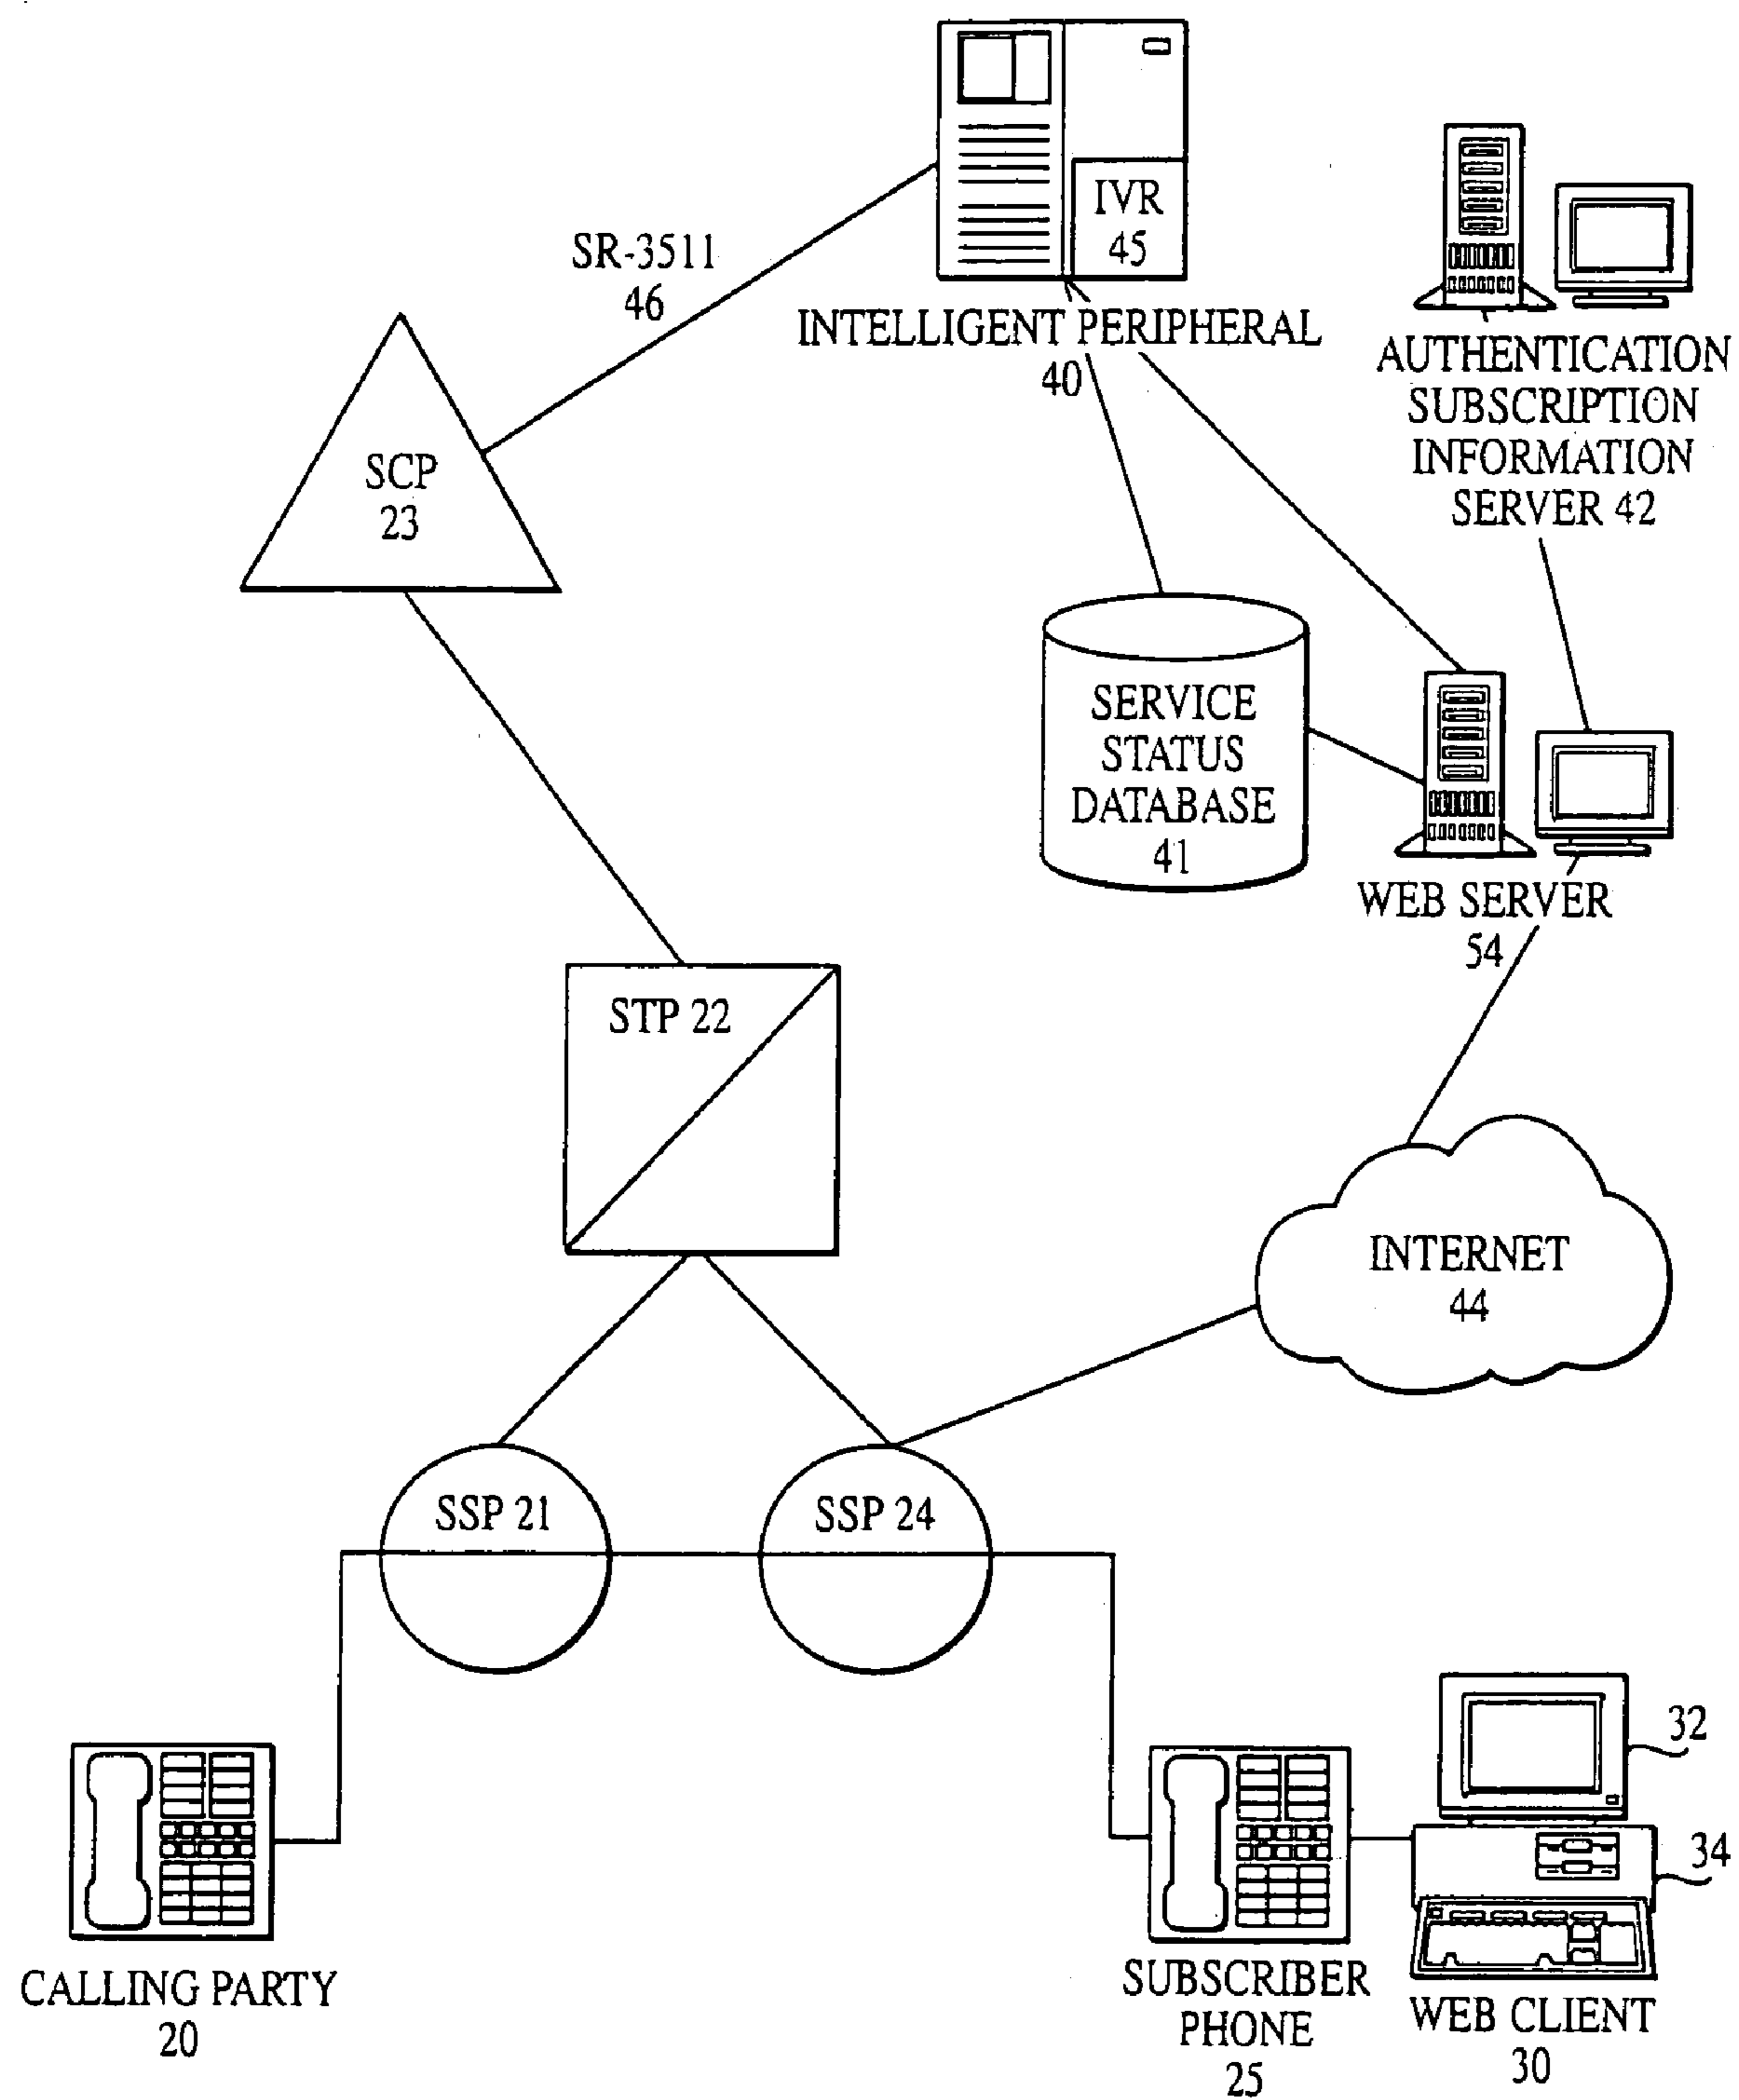 IVR
45
SR-3511
46
INTELLIGENT PERIPHERAL
40
AUTHENTICATION
SUBSCRIPTION
INFORMATION
SERVER 42
SCP
23
SERVICE
STATUS
DATABASE
41
WEB SERVER
54
STP 22
INTERNET
44
SSP 21
SSP 24
32
34
CALLING PARTY
20
SUBSCRIBER
PHONE
25
WEB CLIENT
30